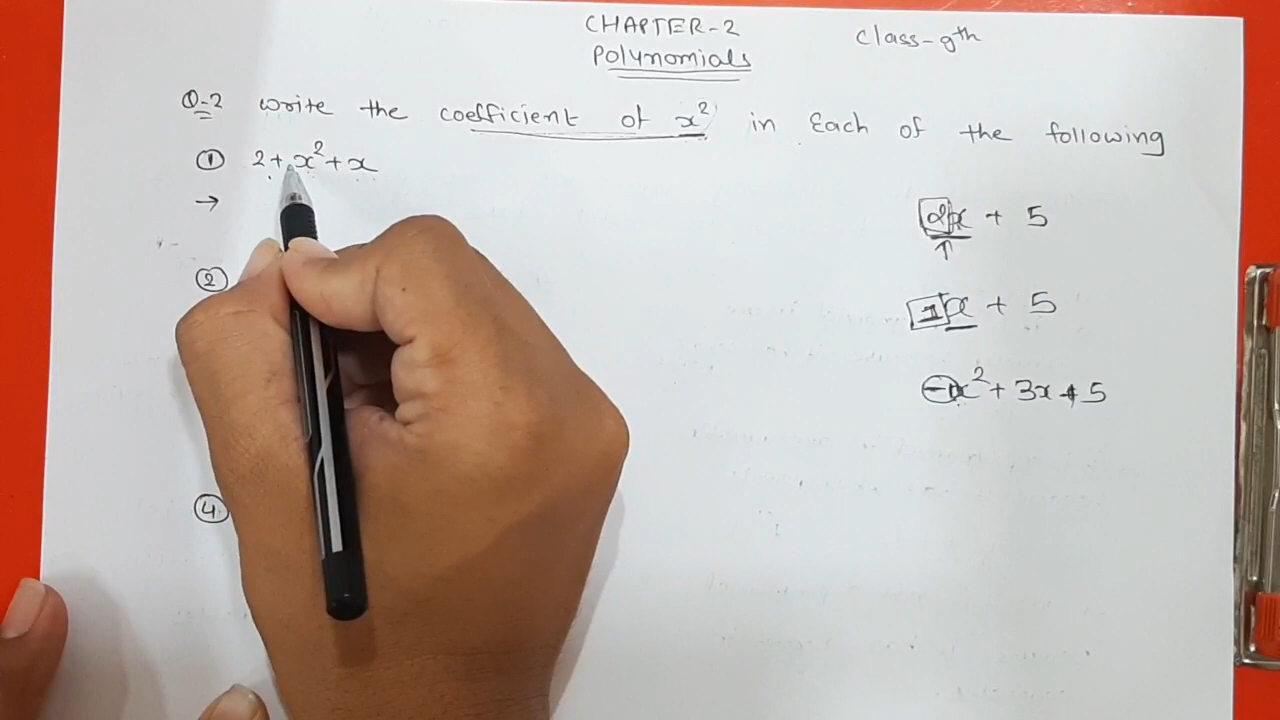 CHAPTER-2
Polynomials
Class-9th
Q-2 Write the coefficient of x² in Each of the following
① 2+x²+x
→
②
④
2x + 5
↑
1x + 5
-x² + 3x + 5